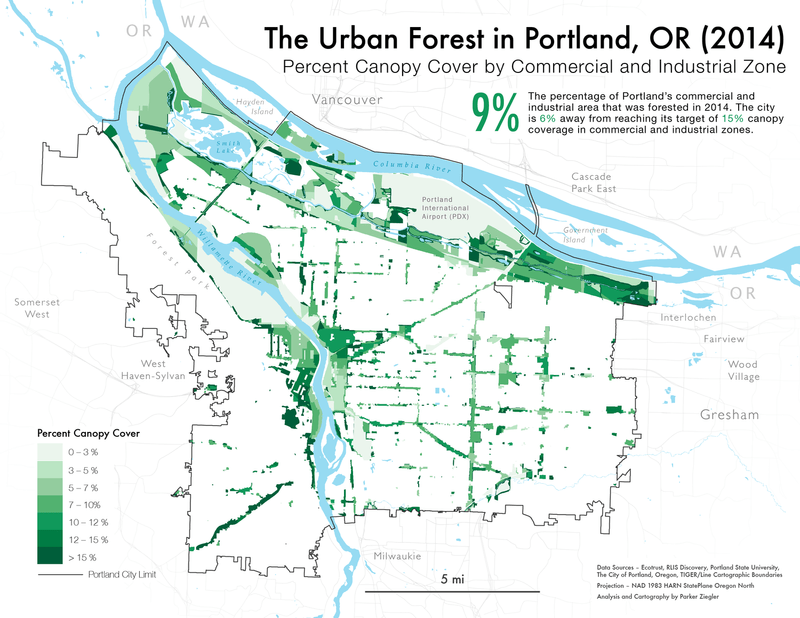 The Urban Forest in Portland, OR (2014)
Percent Canopy Cover by Commercial and Industrial Zone
9%
The percentage of Portland's commercial and
industrial area that was forested in 2014. The city
is 6% away from reaching its target of 15% canopy
coverage in commercial and industrial zones.
OR
WA
Hayden
Island
Vancouver
Smith
Lake
Columbia River
Cascade
Park East
Portland
International
Airport (PDX)
Government
Island
WA
OR
Forest Park
Willamette River
Somerset
West
Interlochen
Fairview
West
Haven-Sylvan
Wood
Village
Gresham
Percent Canopy Cover
0 – 3 %
3 – 5 %
5 – 7 %
7 – 10%
10 – 12 %
12 – 15 %
> 15 %
Portland City Limit
Milwaukie
5 mi
Data Sources – Ecotrust, RLIS Discovery, Portland State University,
The City of Portland, Oregon, TIGER/Line Cartographic Boundaries
Projection – NAD 1983 HARN StatePlane Oregon North
Analysis and Cartography by Parker Ziegler